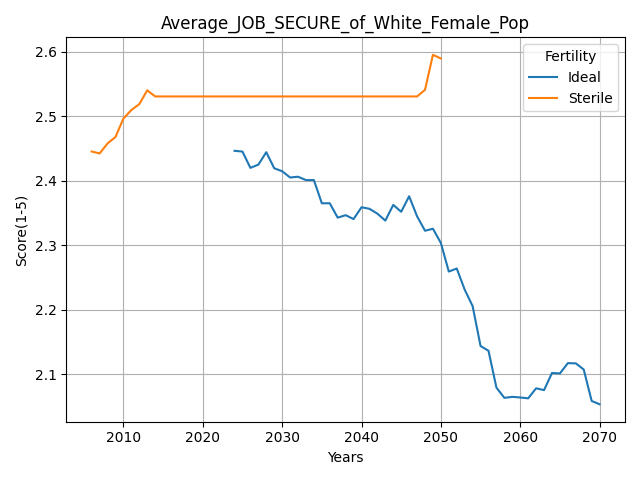 Average_JOB_SECURE_of_White_Female_Pop
Fertility
Ideal
Sterile
Score(1-5)
2.6
2.5
2.4
2.3
2.2
2.1
2010 2020 2030 2040 2050 2060 2070
Years